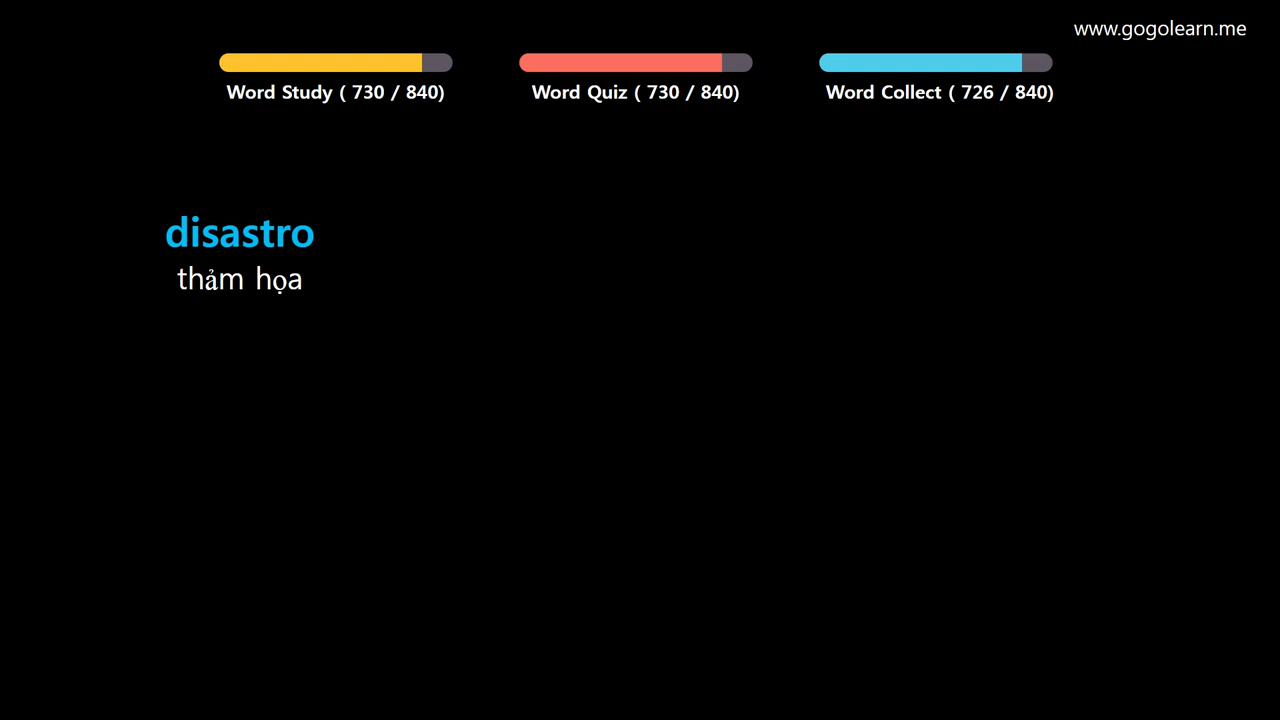 www.gogolearn.me
Word Study ( 730 / 840)
Word Quiz ( 730 / 840)
Word Collect ( 726 / 840)
disastro
thảm họa